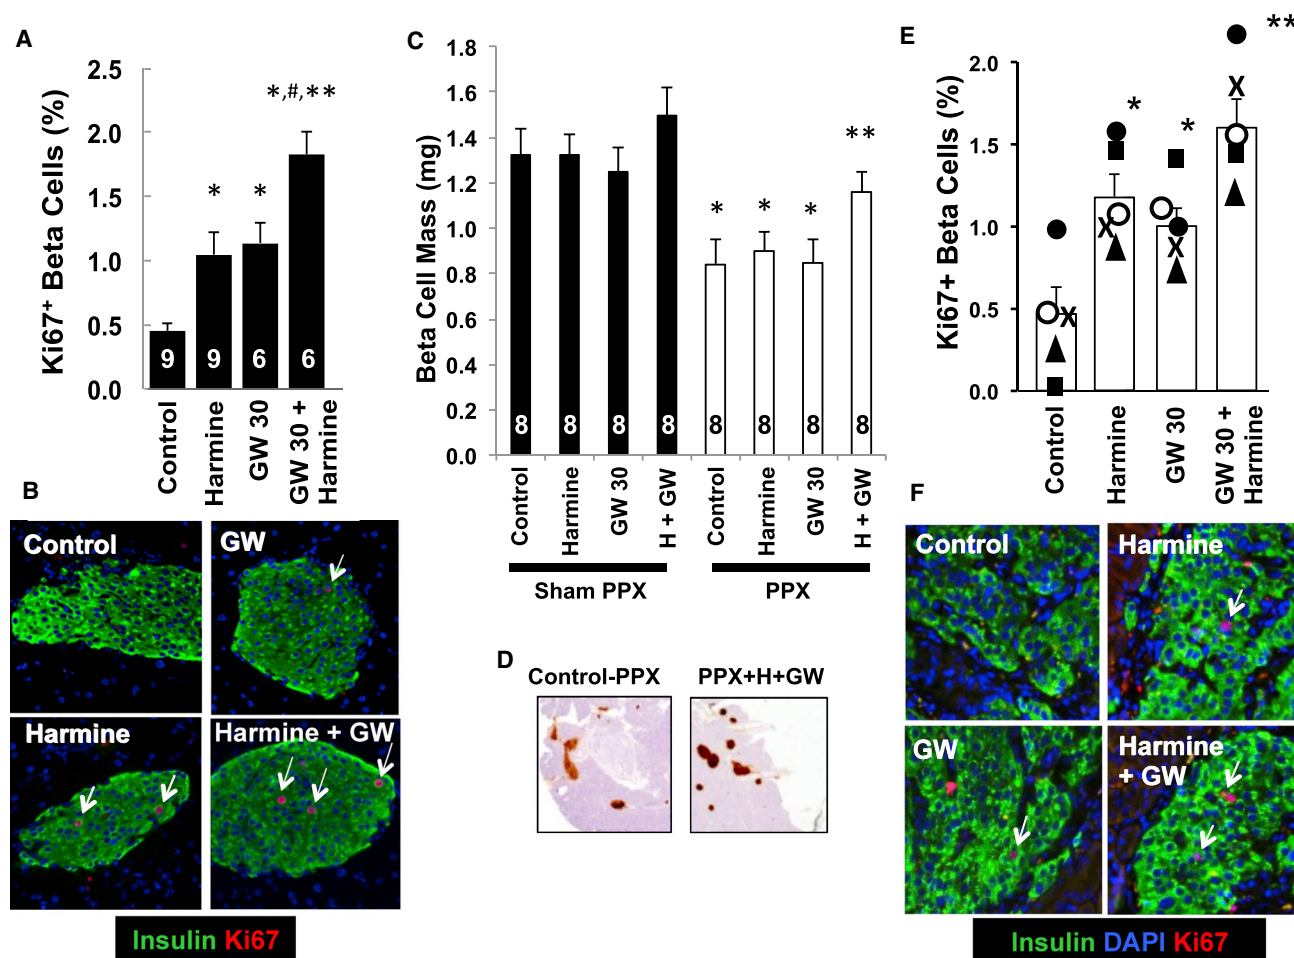 A
Ki67+ Beta Cells (%)
2.5
2.0
1.5
1.0
0.5
0.0
*
*
*,#,**
9
9
6
6
Control
Harmine
GW 30
GW 30 +
Harmine
B
Control
GW
Harmine
Harmine + GW
Insulin Ki67
C
Beta Cell Mass (mg)
1.8
1.6
1.4
1.2
1.0
0.8
0.6
0.4
0.2
0.0
*
*
*
**
8
8
8
8
8
8
8
8
Control
Harmine
GW 30
H + GW
Control
Harmine
GW 30
H + GW
Sham PPX
PPX
D
Control-PPX
PPX+H+GW
E
Ki67+ Beta Cells (%)
2.0
1.5
1.0
0.5
0.0
*
*
**
X
X
X
X
Control
Harmine
GW 30
GW 30 +
Harmine
F
Control
Harmine
GW
Harmine
+ GW
Insulin DAPI Ki67